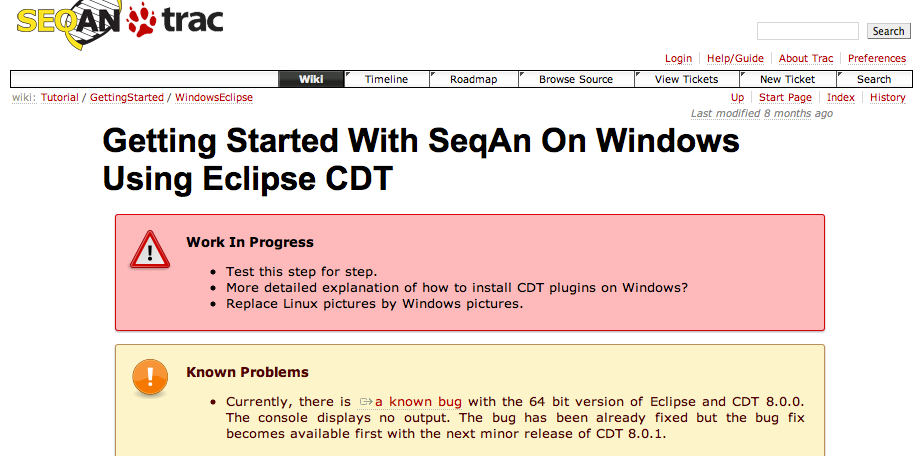 SEQAN trac
Search
Login Help/Guide About Trac Preferences
Wiki Timeline Roadmap Browse Source View Tickets New Ticket Search
wiki: Tutorial / GettingStarted / WindowsEclipse Up Start Page Index History
Last modified 8 months ago
Getting Started With SeqAn On Windows
Using Eclipse CDT
Work In Progress
• Test this step for step.
• More detailed explanation of how to install CDT plugins on Windows?
• Replace Linux pictures by Windows pictures.
Known Problems
• Currently, there is a known bug with the 64 bit version of Eclipse and CDT 8.0.0.
The console displays no output. The bug has been already fixed but the bug fix
becomes available first with the next minor release of CDT 8.0.1.